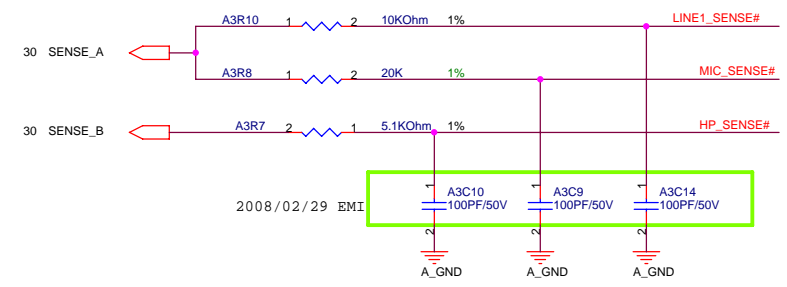 A3R10 1 2 10KOhm 1% LINE1_SENSE#
30 SENSE_A
A3R8 1 2 20K 1% MIC_SENSE#
30 SENSE_B A3R7 2 1 5.1KOhm 1% HP_SENSE#
1 1 1
A3C10 A3C9 A3C14
2008/02/29 EMI 100PF/50V 100PF/50V 100PF/50V
2 2 2
A_GND A_GND A_GND